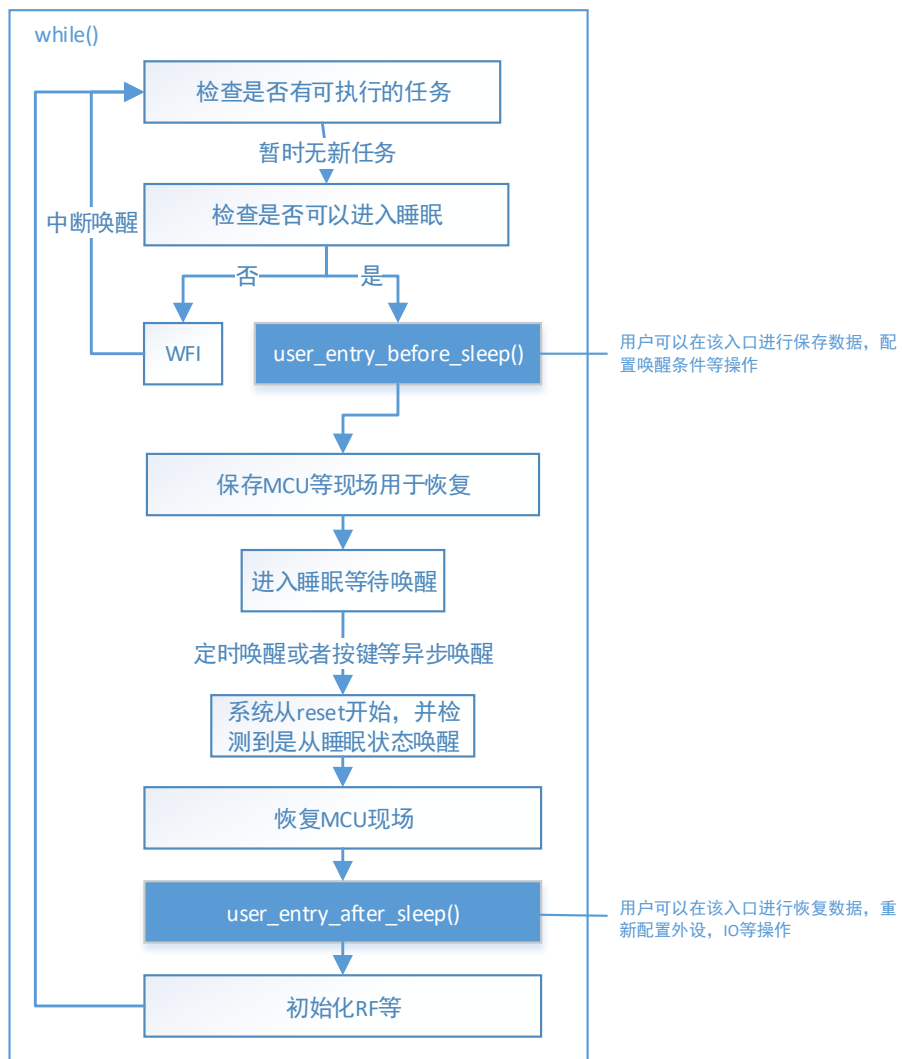 while()
检查是否有可执行的任务
暂时无新任务
检查是否可以进入睡眠
中断唤醒
否
是
WFI
user_entry_before_sleep()
用户可以在该入口进行保存数据，配
置唤醒条件等操作
保存MCU等现场用于恢复
进入睡眠等待唤醒
定时唤醒或者按键等异步唤醒
系统从reset开始，并检
测到是从睡眠状态唤醒
恢复MCU现场
user_entry_after_sleep()
用户可以在该入口进行恢复数据，重
新配置外设，IO等操作
初始化RF等